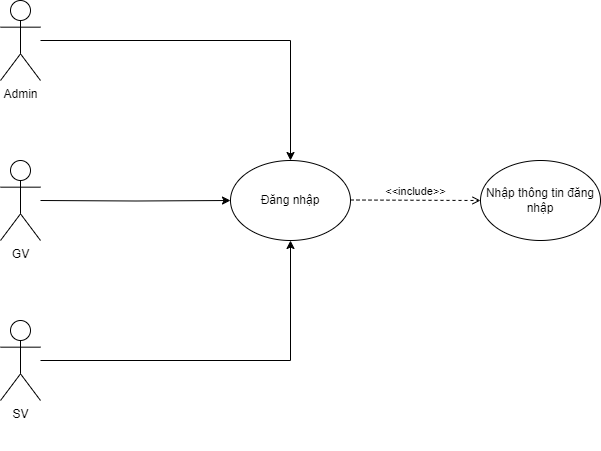 Admin
GV
Đăng nhập
<<include>>
Nhập thông tin đăng
nhập
SV